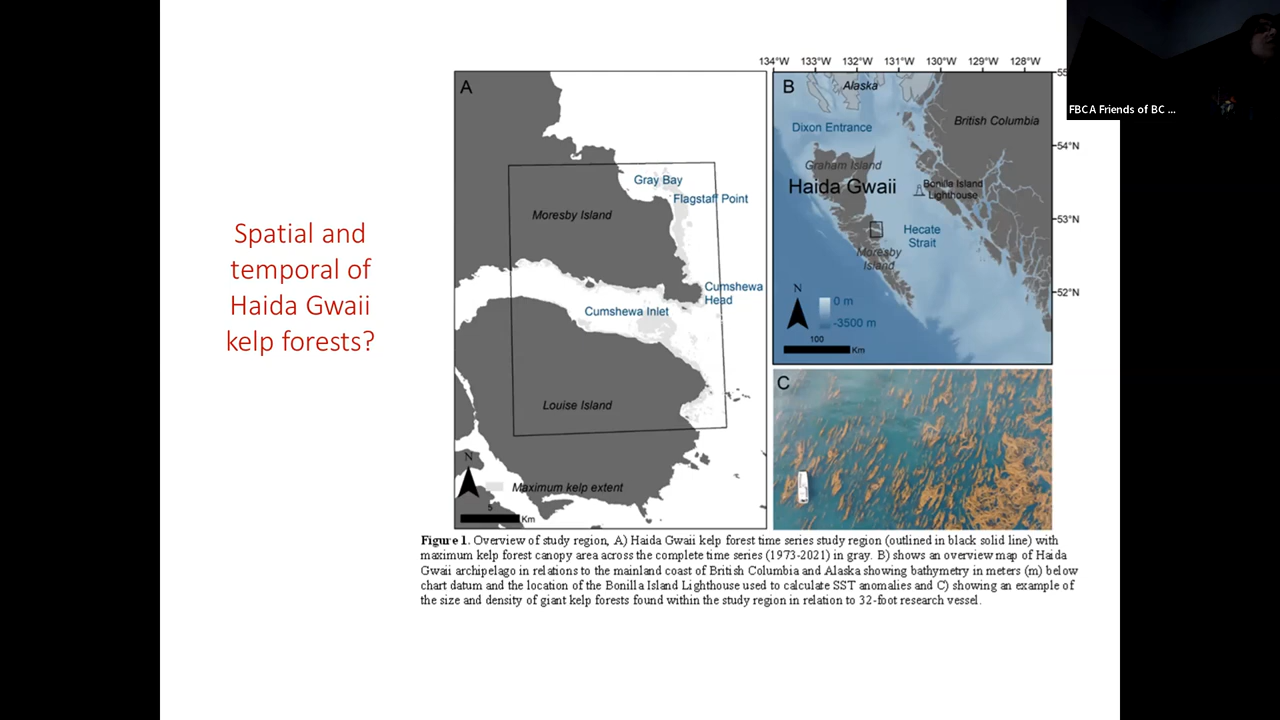 FBCA Friends of BC ...
Spatial and
temporal of
Haida Gwaii
kelp forests?
A
Gray Bay
Flagstaff Point
Moresby Island
Cumshewa
Head
Cumshewa Inlet
Louise Island
N
Maximum kelp extent
5
Km
134°W 133°W 132°W 131°W 130°W 129°W 128°W
55
B
Alaska
British Columbia
Dixon Entrance
54°N
Graham Island
Haida Gwaii
Bonilla Island
Lighthouse
53°N
Hecate
Strait
Moresby
Island
N
52°N
0 m
-3500 m
100
Km
C
Figure 1. Overview of study region, A) Haida Gwaii kelp forest time series study region (outlined in black solid line) with
maximum kelp forest canopy area across the complete time series (1973-2021) in gray. B) shows an overview map of Haida
Gwaii archipelago in relations to the mainland coast of British Columbia and Alaska showing bathymetry in meters (m) below
chart datum and the location of the Bonilla Island Lighthouse used to calculate SST anomalies and C) showing an example of
the size and density of giant kelp forests found within the study region in relation to 32-foot research vessel.